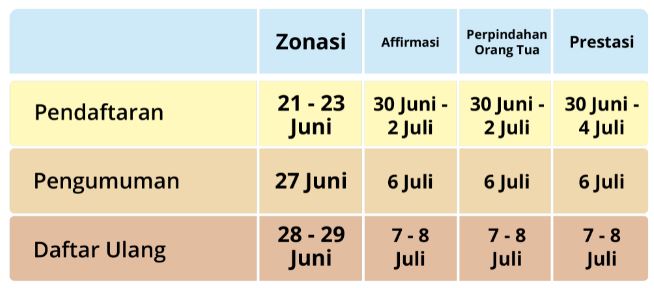 Zonasi
Affirmasi
Perpindahan
Orang Tua
Prestasi
Pendaftaran
21 - 23
Juni
30 Juni -
2 Juli
30 Juni -
2 Juli
30 Juni -
4 Juli
Pengumuman
27 Juni
6 Juli
6 Juli
6 Juli
Daftar Ulang
28 - 29
Juni
7 - 8
Juli
7 - 8
Juli
7 - 8
Juli